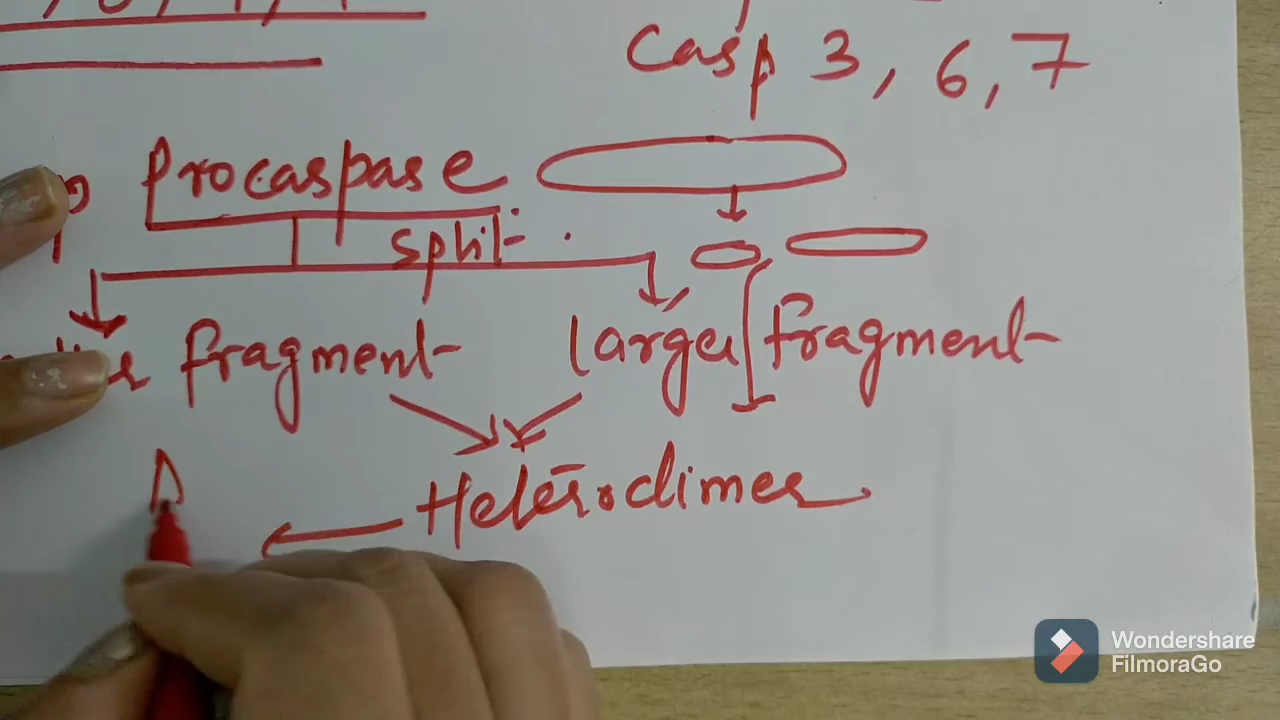 Casp 3, 6, 7
Procaspase
split
fragment larger fragment
Heterodimer
A
Wondershare
FilmoraGo